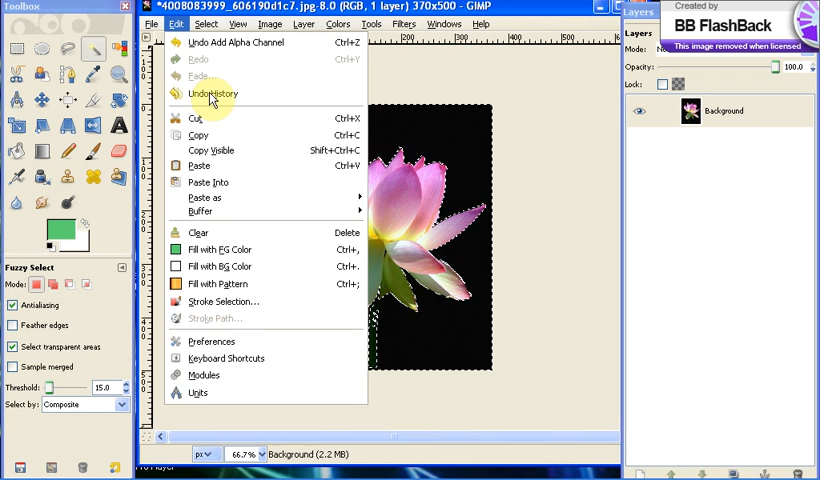 Toolbox
*4008083999_606190d1c7.jpg-8.0 (RGB, 1 layer) 370x500 - GIMP
Layers
Created by
BB FlashBack
This image removed when licensed
File Edit Select View Image Layer Colors Tools Filters Windows Help
Mode:
Opacity: 100.0
Lock:
Background
Undo Add Alpha Channel Ctrl+Z
Redo Ctrl+Y
Fade...
Undo History
Cut Ctrl+X
Copy Ctrl+C
Copy Visible Shift+Ctrl+C
Paste Ctrl+V
Paste Into
Paste as
Buffer
Clear Delete
Fill with FG Color Ctrl+,
Fill with BG Color Ctrl+.
Fill with Pattern Ctrl+;
Stroke Selection...
Stroke Path...
Preferences
Keyboard Shortcuts
Modules
Units
200 300 400 500
Fuzzy Select
Mode:
Antialiasing
Feather edges
Select transparent areas
Sample merged
Threshold: 15.0
Select by: Composite
px 66.7% Background (2.2 MB)